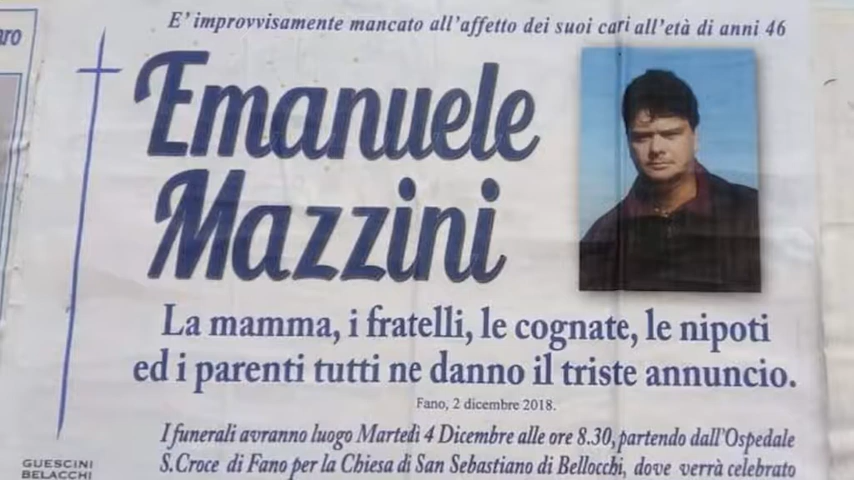 E' improvvisamente mancato all'affetto dei suoi cari all'età di anni 46
Emanuele
Mazzini
La mamma, i fratelli, le cognate, le nipoti
ed i parenti tutti ne danno il triste annuncio.
Fano, 2 dicembre 2018.
I funerali avranno luogo Martedì 4 Dicembre alle ore 8.30, partendo dall'Ospedale
S. Croce di Fano per la Chiesa di San Sebastiano di Bellocchi, dove verrà celebrato
GUESCINI
BELACCHI